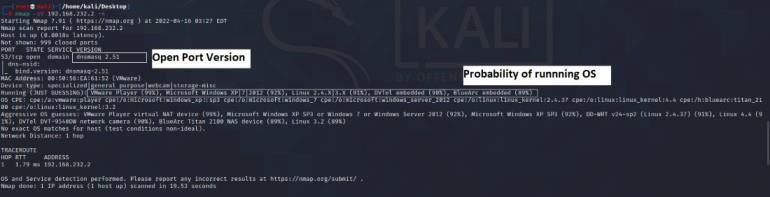 (root💀kali)-[/home/kali/Desktop]
# nmap -sV 192.168.232.2 -A
Starting Nmap 7.91 ( https://nmap.org ) at 2022-04-16 03:27 EDT
Nmap scan report for 192.168.232.2
Host is up (0.0018s latency).
Not shown: 999 closed ports
PORT STATE SERVICE VERSION
53/tcp open domain dnsmasq 2.51
Open Port Version
| dns-nsid:
|_ bind.version: dnsmasq-2.51
MAC Address: 00:50:56:EA:61:52 (VMware)
Probability of runnning OS
Device type: specialized|general purpose|webcam|storage-misc
Running (JUST GUESSING): VMware Player (99%), Microsoft Windows XP|7|2012 (92%), Linux 2.4.X|3.X (91%), DVTel embedded (90%), BlueArc embedded (89%)
OS CPE: cpe:/a:vmware:player cpe:/o:microsoft:windows_xp::sp3 cpe:/o:microsoft:windows_7 cpe:/o:microsoft:windows_server_2012 cpe:/o:linux:linux_kernel:2.4.37 cpe:/o:linux:linux_kernel:4.4 cpe:/h:bluearc:titan_21
00 cpe:/o:linux:linux_kernel:3.2
Aggressive OS guesses: VMware Player virtual NAT device (99%), Microsoft Windows XP SP3 or Windows 7 or Windows Server 2012 (92%), Microsoft Windows XP SP3 (92%), DD-WRT v24-sp2 (Linux 2.4.37) (91%), Linux 4.4 (9
1%), DVTel DVT-9540DW network camera (90%), BlueArc Titan 2100 NAS device (89%), Linux 3.2 (89%)
No exact OS matches for host (test conditions non-ideal).
Network Distance: 1 hop
TRACEROUTE
HOP RTT ADDRESS
1 1.79 ms 192.168.232.2
OS and Service detection performed. Please report any incorrect results at https://nmap.org/submit/ .
Nmap done: 1 IP address (1 host up) scanned in 19.53 seconds
KALI